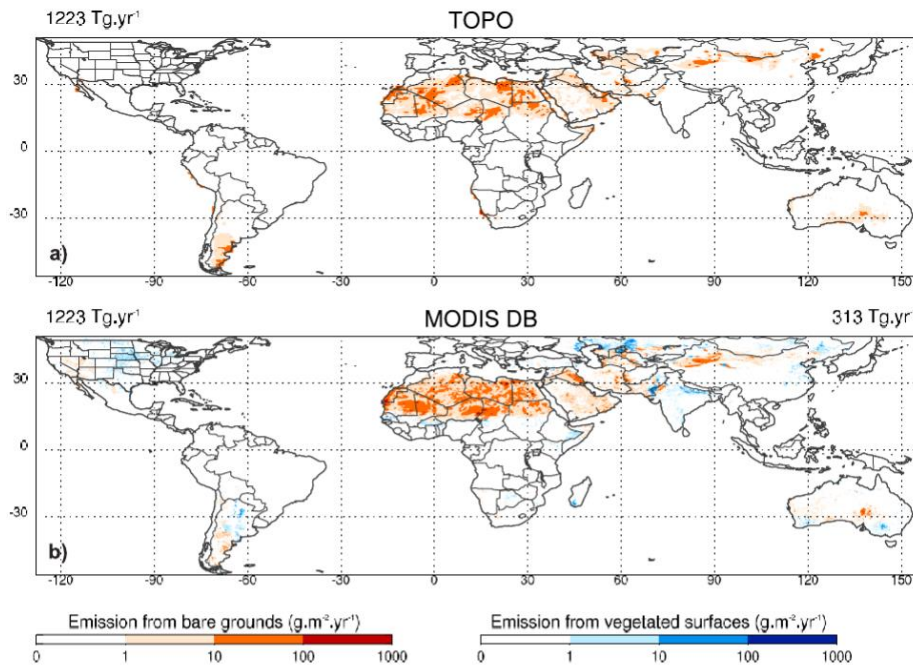 1223 Tg.yr⁻¹ TOPO
30
0
-30
a)
-120 -90 -60 -30 0 30 60 90 120 150
1223 Tg.yr⁻¹ MODIS DB 313 Tg.yr⁻¹
30
0
-30
b)
-120 -90 -60 -30 0 30 60 90 120 150
Emission from bare grounds (g.m⁻².yr⁻¹) Emission from vegetated surfaces (g.m⁻².yr⁻¹)
0 1 10 100 1000 0 1 10 100 1000